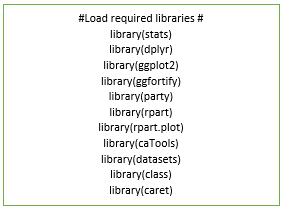 #Load required libraries #
library(stats)
library(dplyr)
library(ggplot2)
library(ggfortify)
library(party)
library(rpart)
library(rpart.plot)
library(caTools)
library(datasets)
library(class)
library(caret)